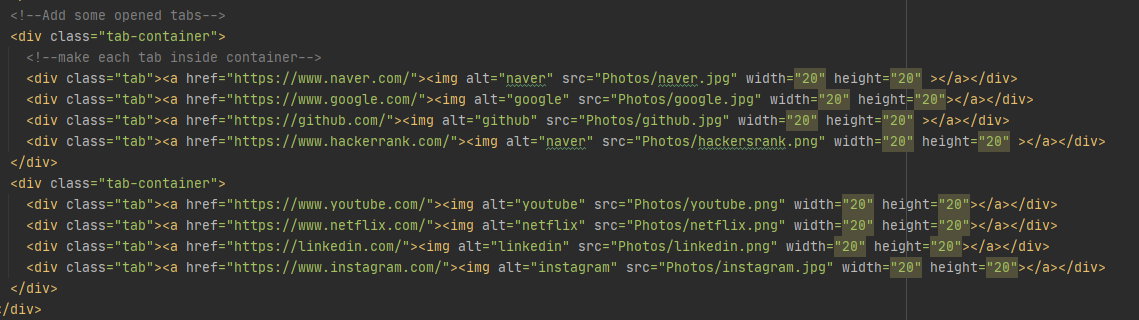 <!--Add some opened tabs-->
<div class="tab-container">
<!--make each tab inside container-->
<div class="tab"><a href="https://www.naver.com/"><img alt="naver" src="Photos/naver.jpg" width="20" height="20" ></a></div>
<div class="tab"><a href="https://www.google.com/"><img alt="google" src="Photos/google.jpg" width="20" height="20"></a></div>
<div class="tab"><a href="https://github.com/"><img alt="github" src="Photos/github.jpg" width="20" height="20" ></a></div>
<div class="tab"><a href="https://www.hackerrank.com/"><img alt="naver" src="Photos/hackersrank.png" width="20" height="20" ></a></div>
</div>
<div class="tab-container">
<div class="tab"><a href="https://www.youtube.com/"><img alt="youtube" src="Photos/youtube.png" width="20" height="20"></a></div>
<div class="tab"><a href="https://www.netflix.com/"><img alt="netflix" src="Photos/netflix.png" width="20" height="20"></a></div>
<div class="tab"><a href="https://linkedin.com/"><img alt="linkedin" src="Photos/linkedin.png" width="20" height="20"></a></div>
<div class="tab"><a href="https://www.instagram.com/"><img alt="instagram" src="Photos/instagram.jpg" width="20" height="20"></a></div>
</div>
</div>